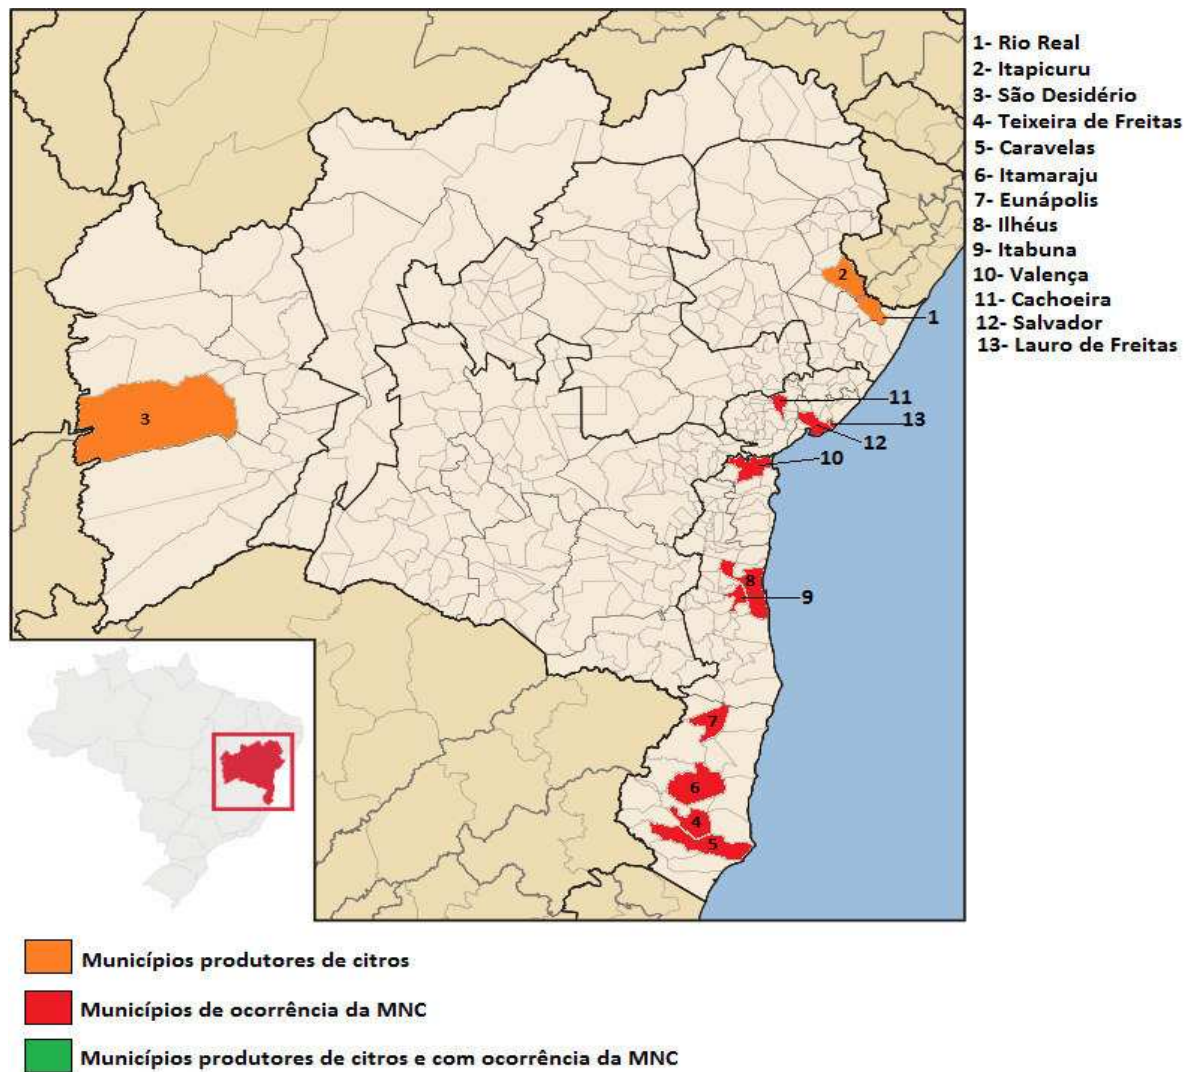 1- Rio Real
2- Itapicuru
3- São Desidério
4- Teixeira de Freitas
5- Caravelas
6- Itamaraju
7- Eunápolis
8- Ilhéus
9- Itabuna
10- Valença
11- Cachoeira
12- Salvador
13- Lauro de Freitas
2
1
3
11
13
12
10
8
9
7
6
4
5
Municípios produtores de citros
Municípios de ocorrência da MNC
Municípios produtores de citros e com ocorrência da MNC